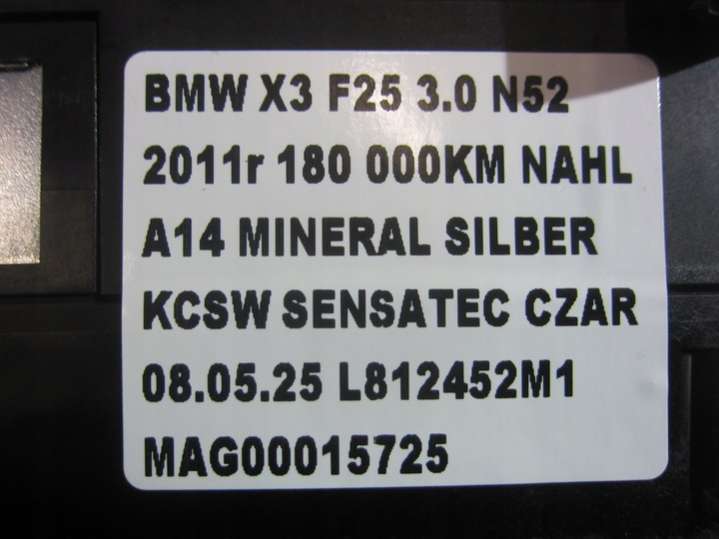 BMW X3 F25 3.0 N52
2011r 180 000KM NAHL
A14 MINERAL SILBER
KCSW SENSATEC CZAR
08.05.25 L812452M1
MAG00015725